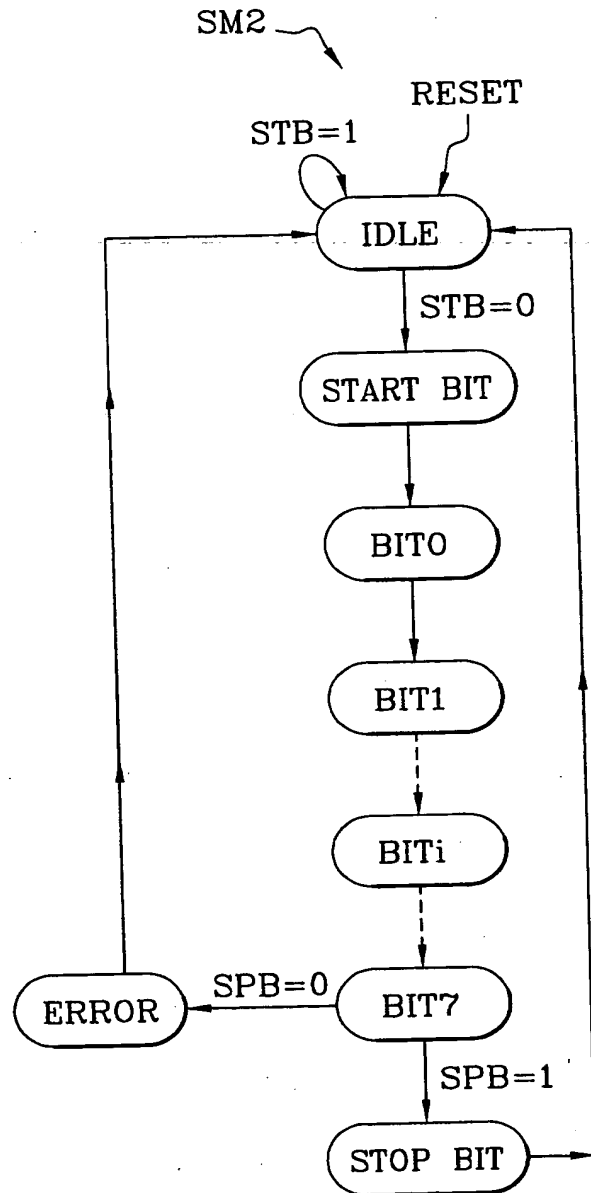 SM2
RESET
STB=1
IDLE
STB=0
START BIT
BIT0
BIT1
BITi
BIT7
SPB=0
ERROR
SPB=1
STOP BIT